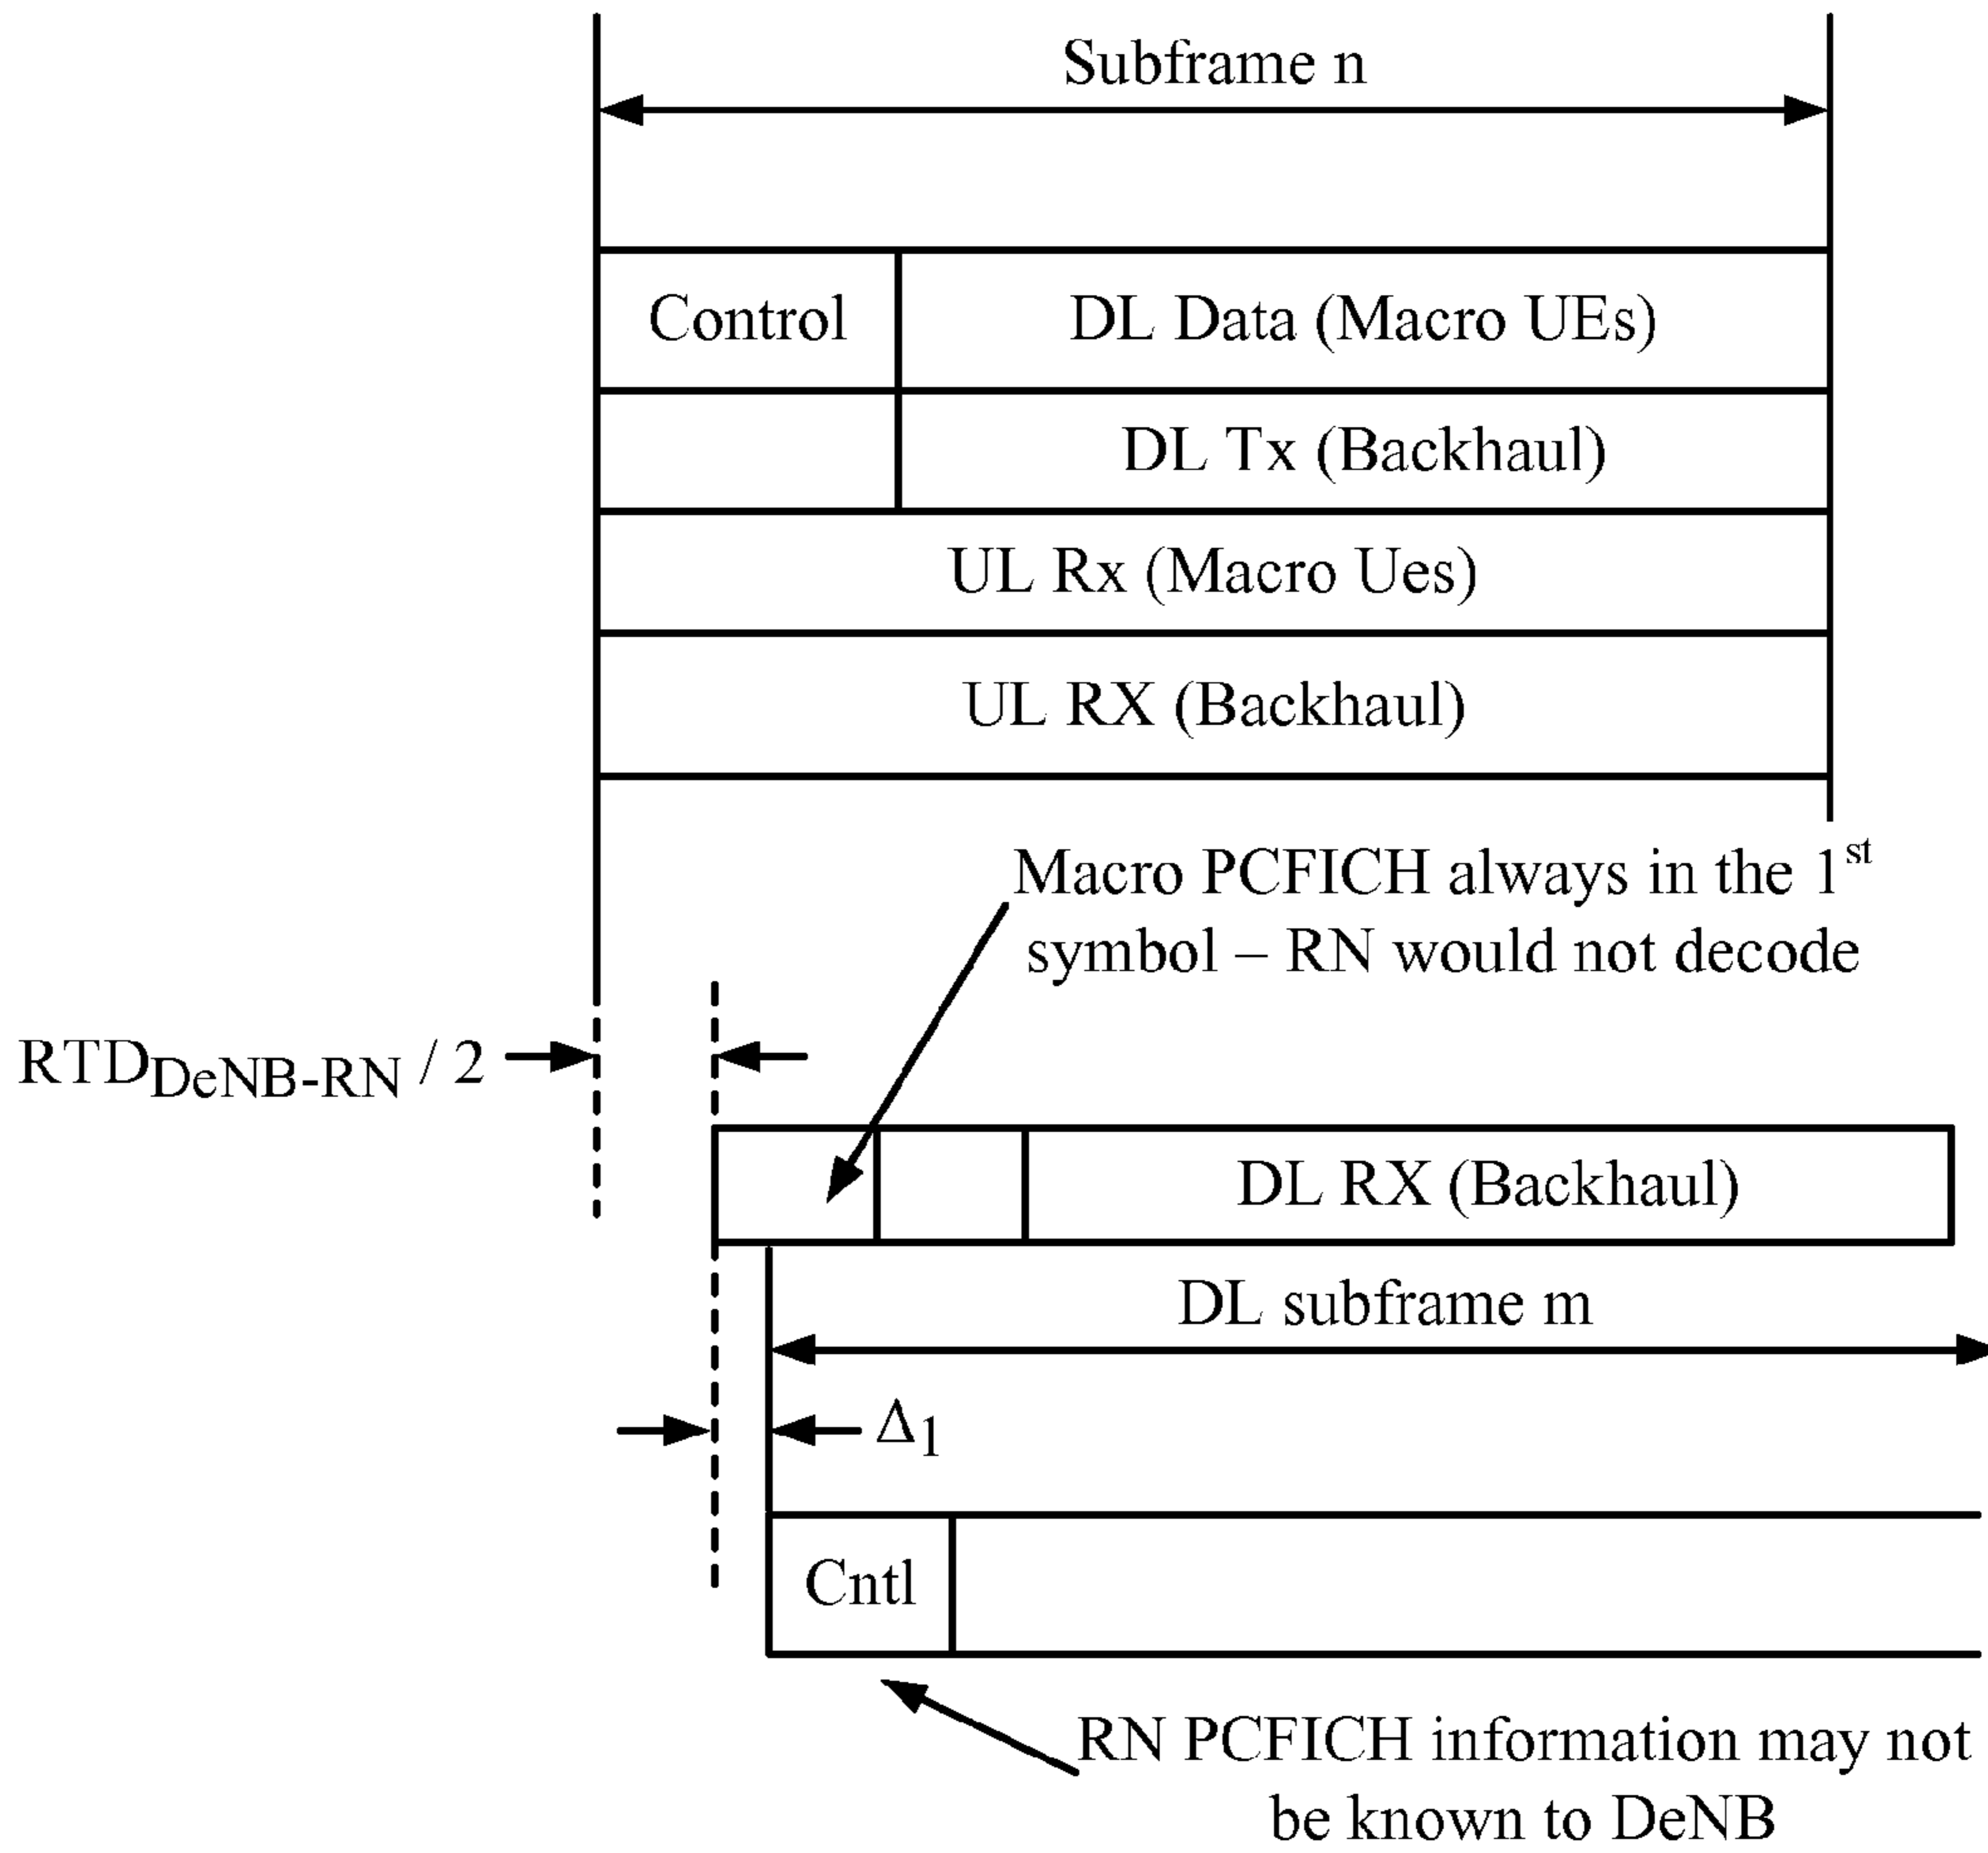 Subframe n
Control
DL Data (Macro UEs)
DL Tx (Backhaul)
UL Rx (Macro Ues)
UL RX (Backhaul)
Macro PCFICH always in the 1st
symbol – RN would not decode
RTDDeNB-RN / 2
DL RX (Backhaul)
DL subframe m
Δ1
Cntl
RN PCFICH information may not
be known to DeNB